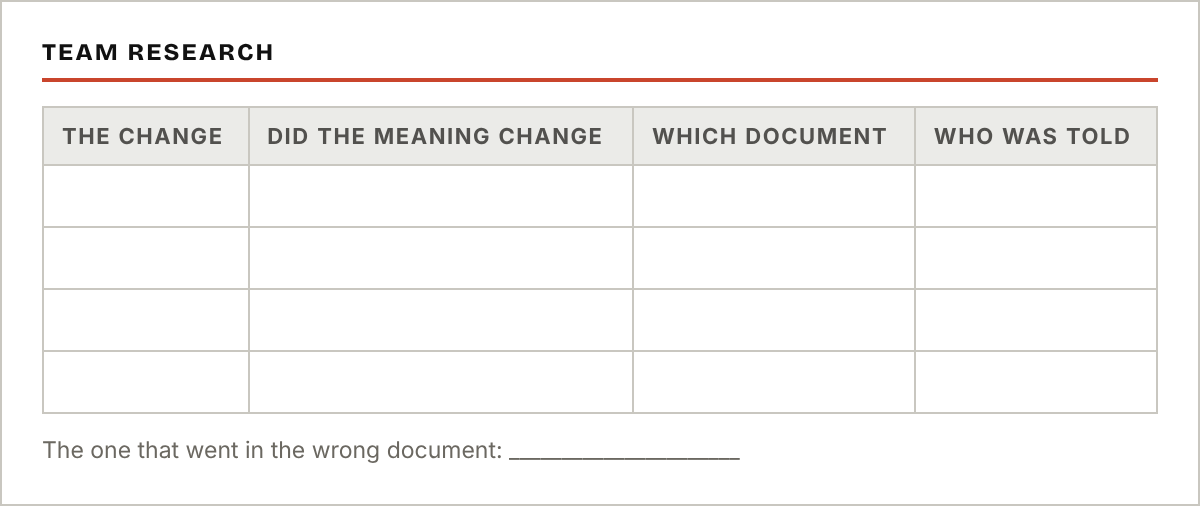 TEAM RESEARCH
THE CHANGE DID THE MEANING CHANGE WHICH DOCUMENT WHO WAS TOLD
The one that went in the wrong document: ____________________